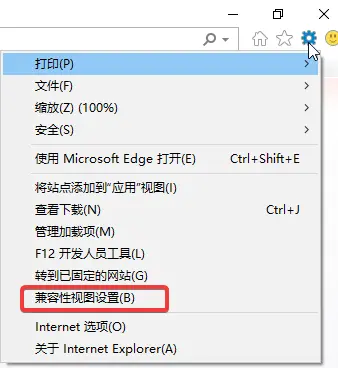 打印(P)
文件(F)
缩放(Z) (100%)
安全(S)
使用 Microsoft Edge 打开(E) Ctrl+Shift+E
将站点添加到“应用”视图(I)
查看下载(N) Ctrl+J
管理加载项(M)
F12 开发人员工具(L)
转到已固定的网站(G)
兼容性视图设置(B)
Internet 选项(O)
关于 Internet Explorer(A)